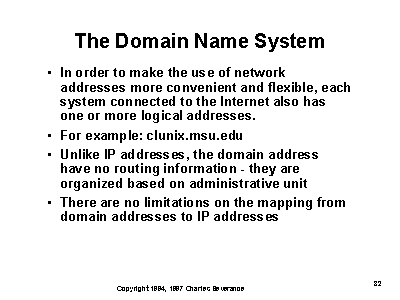 The Domain Name System
• In order to make the use of network
addresses more convenient and flexible, each
system connected to the Internet also has
one or more logical addresses.
• For example: clunix.msu.edu
• Unlike IP addresses, the domain address
have no routing information - they are
organized based on administrative unit
• There are no limitations on the mapping from
domain addresses to IP addresses
Copyright 1994, 1997 Charles Severance
82